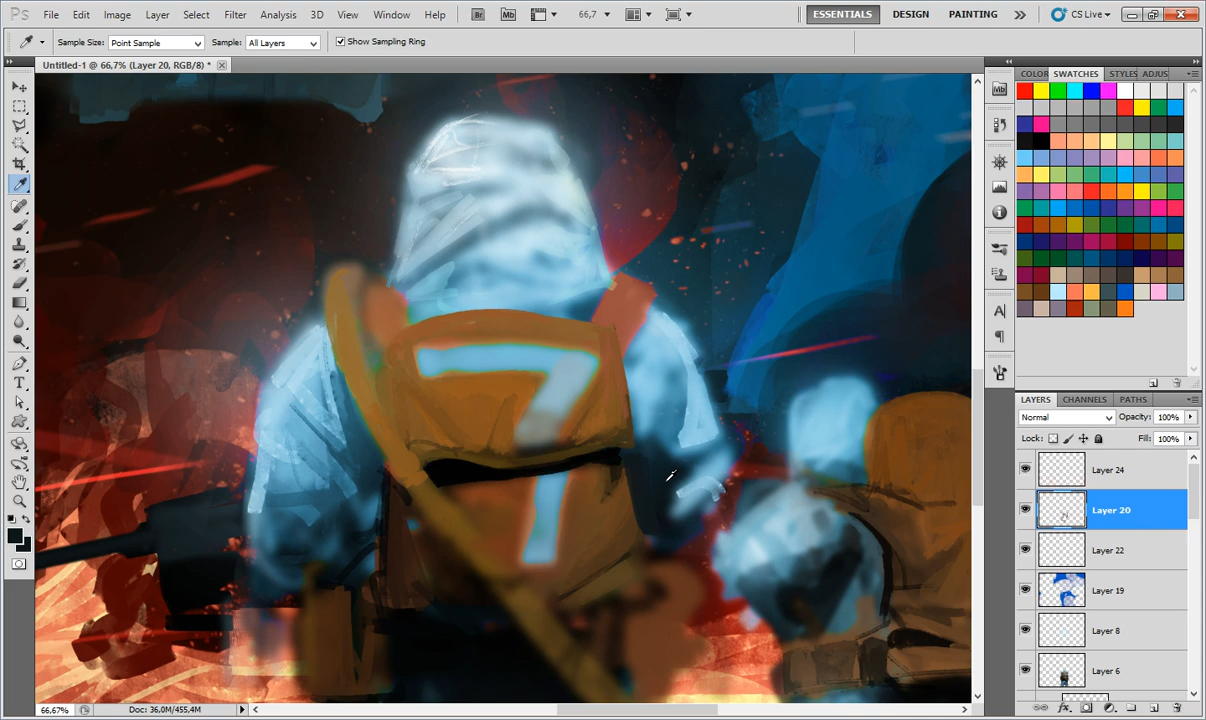 Ps File Edit Image Layer Select Filter Analysis 3D View Window Help Br Mb 66,7 ESSENTIALS DESIGN PAINTING CS Live
Sample Size: Point Sample Sample: All Layers Show Sampling Ring
Untitled-1 @ 66,7% (Layer 20, RGB/8) *
COLOR SWATCHES STYLES ADJUS
Mb
7
LAYERS CHANNELS PATHS
Normal Opacity: 100%
Lock: Fill: 100%
Layer 24
Layer 20
Layer 22
Layer 19
Layer 8
Layer 6
66,67% Doc: 36,0M/455,4M